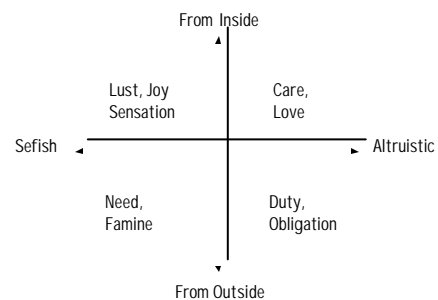 From Inside
Lust, Joy
Sensation
Care,
Love
Sefish
Altruistic
Need,
Famine
Duty,
Obligation
From Outside